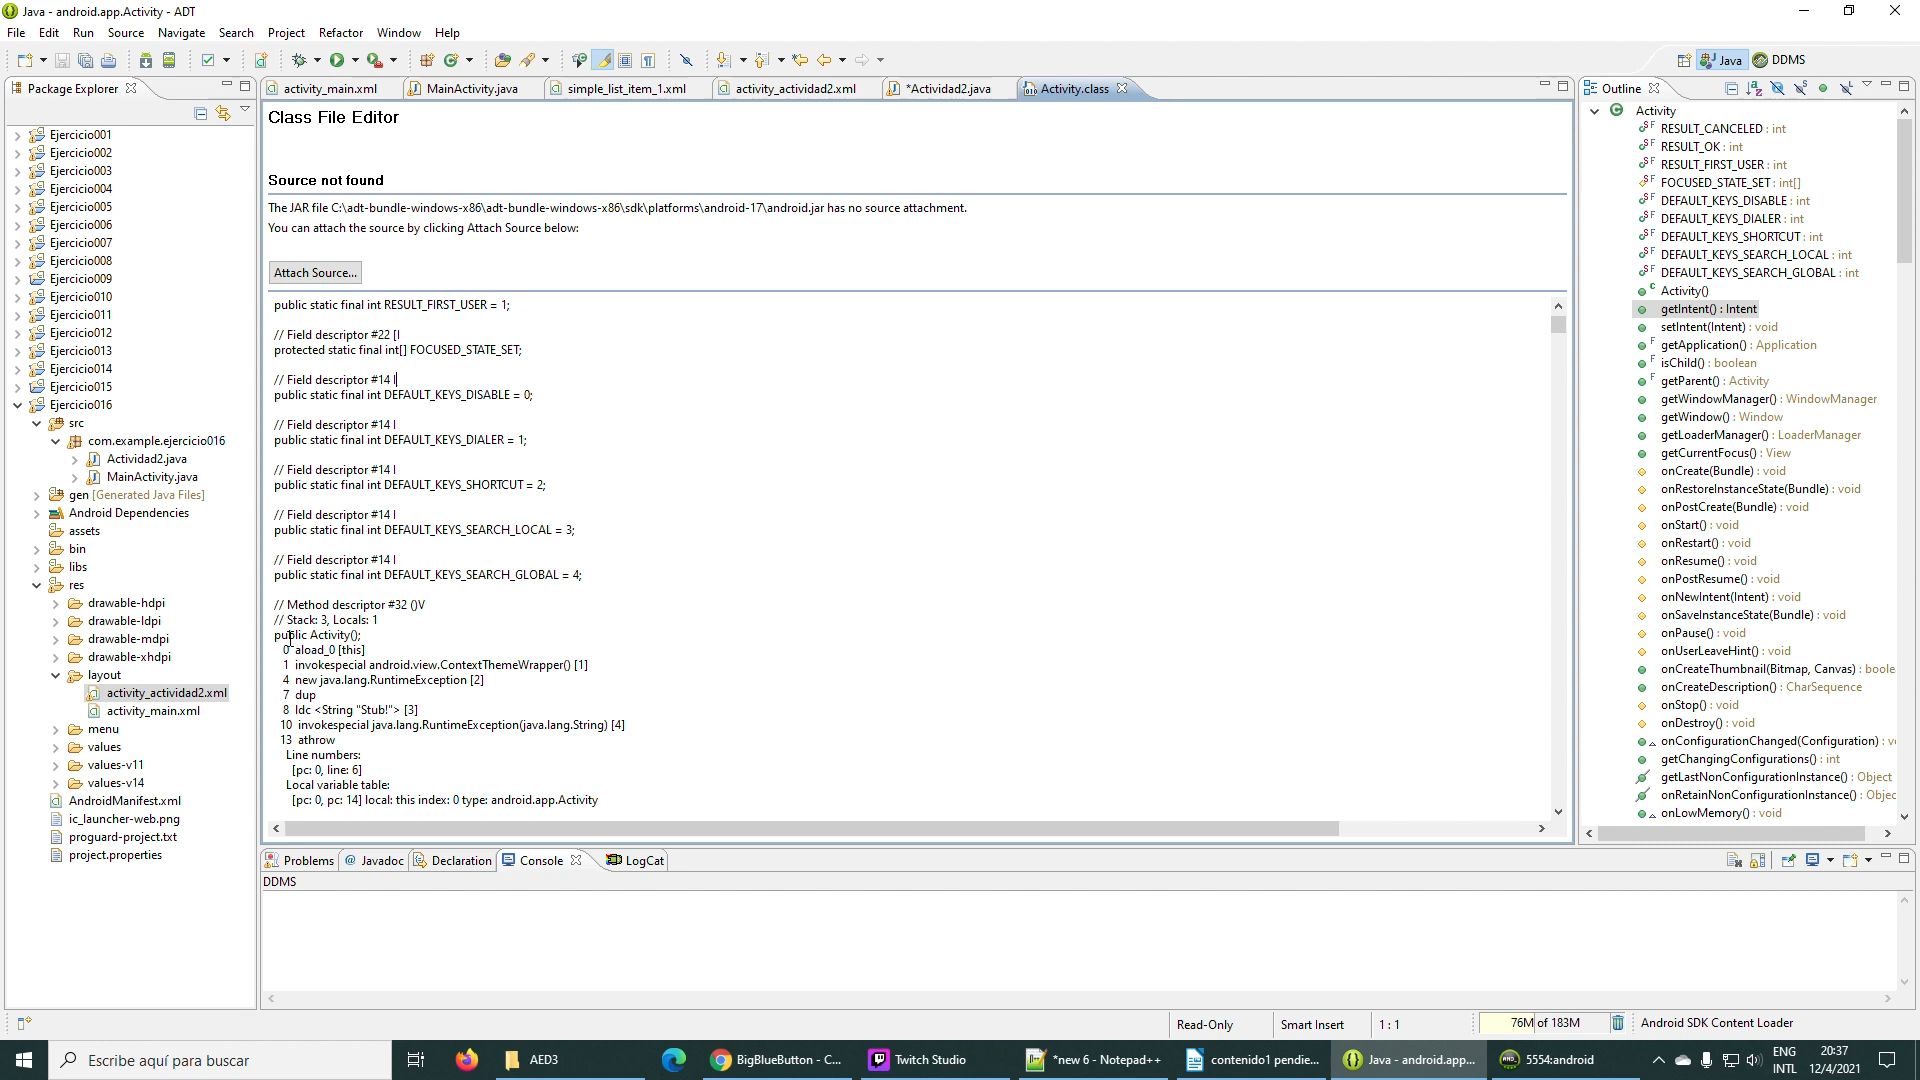 Java - android.app.Activity - ADT
File Edit Run Source Navigate Search Project Refactor Window Help
Java DDMS
Package Explorer
Ejercicio001
Ejercicio002
Ejercicio003
Ejercicio004
Ejercicio005
Ejercicio006
Ejercicio007
Ejercicio008
Ejercicio009
Ejercicio010
Ejercicio011
Ejercicio012
Ejercicio013
Ejercicio014
Ejercicio015
Ejercicio016
src
com.example.ejercicio016
Actividad2.java
MainActivity.java
gen [Generated Java Files]
Android Dependencies
assets
bin
libs
res
drawable-hdpi
drawable-ldpi
drawable-mdpi
drawable-xhdpi
layout
activity_actividad2.xml
activity_main.xml
menu
values
values-v11
values-v14
AndroidManifest.xml
ic_launcher-web.png
proguard-project.txt
project.properties
activity_main.xml MainActivity.java simple_list_item_1.xml activity_actividad2.xml *Actividad2.java Activity.class
Class File Editor
Source not found
The JAR file C:\adt-bundle-windows-x86\adt-bundle-windows-x86\sdk\platforms\android-17\android.jar has no source attachment.
You can attach the source by clicking Attach Source below:
Attach Source...
public static final int RESULT_FIRST_USER = 1;
// Field descriptor #22 [I
protected static final int[] FOCUSED_STATE_SET;
// Field descriptor #14 I
public static final int DEFAULT_KEYS_DISABLE = 0;
// Field descriptor #14 I
public static final int DEFAULT_KEYS_DIALER = 1;
// Field descriptor #14 I
public static final int DEFAULT_KEYS_SHORTCUT = 2;
// Field descriptor #14 I
public static final int DEFAULT_KEYS_SEARCH_LOCAL = 3;
// Field descriptor #14 I
public static final int DEFAULT_KEYS_SEARCH_GLOBAL = 4;
// Method descriptor #32 ()V
// Stack: 3, Locals: 1
public Activity();
0 aload_0 [this]
1 invokespecial android.view.ContextThemeWrapper() [1]
4 new java.lang.RuntimeException [2]
7 dup
8 ldc <String "Stub!"> [3]
10 invokespecial java.lang.RuntimeException(java.lang.String) [4]
13 athrow
Line numbers:
[pc: 0, line: 6]
Local variable table:
[pc: 0, pc: 14] local: this index: 0 type: android.app.Activity
Outline
Activity
RESULT_CANCELED : int
RESULT_OK : int
RESULT_FIRST_USER : int
FOCUSED_STATE_SET : int[]
DEFAULT_KEYS_DISABLE : int
DEFAULT_KEYS_DIALER : int
DEFAULT_KEYS_SHORTCUT : int
DEFAULT_KEYS_SEARCH_LOCAL : int
DEFAULT_KEYS_SEARCH_GLOBAL : int
Activity()
getIntent() : Intent
setIntent(Intent) : void
getApplication() : Application
isChild() : boolean
getParent() : Activity
getWindowManager() : WindowManager
getWindow() : Window
getLoaderManager() : LoaderManager
getCurrentFocus() : View
onCreate(Bundle) : void
onRestoreInstanceState(Bundle) : void
onPostCreate(Bundle) : void
onStart() : void
onRestart() : void
onResume() : void
onPostResume() : void
onNewIntent(Intent) : void
onSaveInstanceState(Bundle) : void
onPause() : void
onUserLeaveHint() : void
onCreateThumbnail(Bitmap, Canvas) : boole
onCreateDescription() : CharSequence
onStop() : void
onDestroy() : void
onConfigurationChanged(Configuration) : v
getChangingConfigurations() : int
getLastNonConfigurationInstance() : Object
onRetainNonConfigurationInstance() : Objec
onLowMemory() : void
Problems @ Javadoc Declaration Console LogCat
DDMS
Read-Only Smart Insert 1 : 1 76M of 183M Android SDK Content Loader
Escribe aquí para buscar AED3 BigBlueButton - C... Twitch Studio *new 6 - Notepad++ contenido1 pendie... Java - android.app... 5554:android
ENG 20:37
INTL 12/4/2021